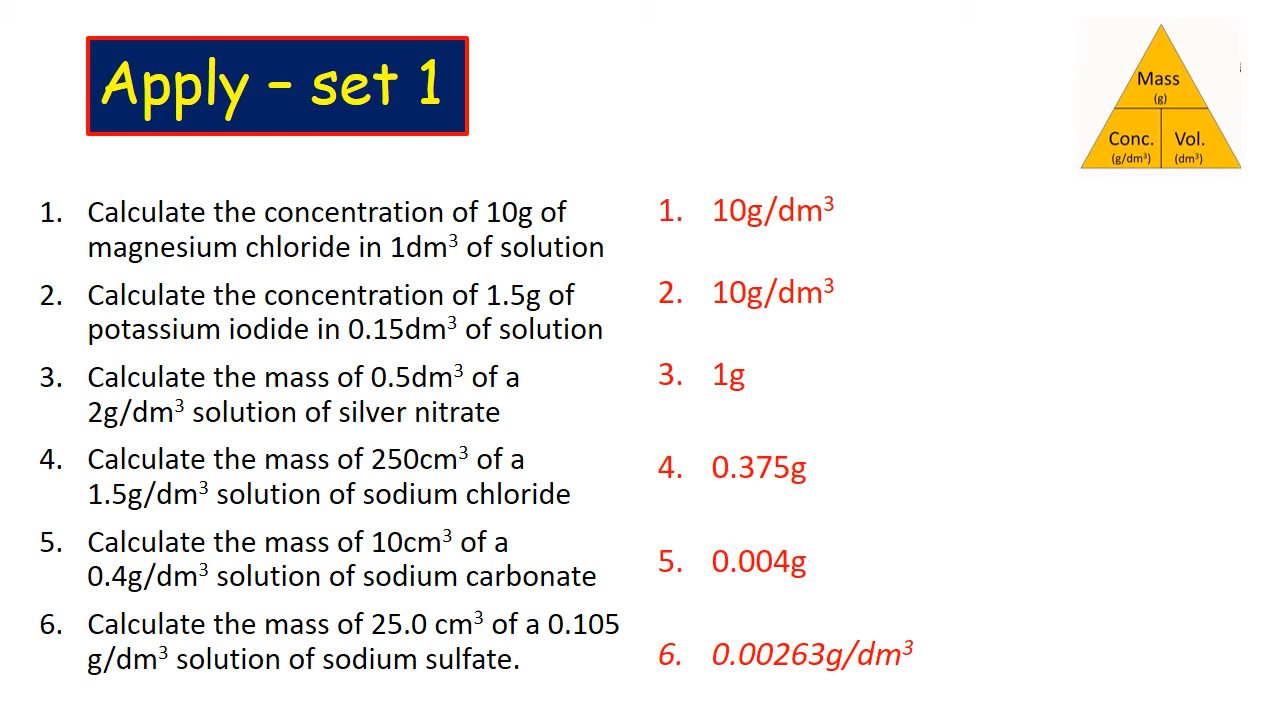 Apply – set 1
Mass
(g)
Conc.
(g/dm³)
Vol.
(dm³)
1. Calculate the concentration of 10g of
magnesium chloride in 1dm³ of solution
2. Calculate the concentration of 1.5g of
potassium iodide in 0.15dm³ of solution
3. Calculate the mass of 0.5dm³ of a
2g/dm³ solution of silver nitrate
4. Calculate the mass of 250cm³ of a
1.5g/dm³ solution of sodium chloride
5. Calculate the mass of 10cm³ of a
0.4g/dm³ solution of sodium carbonate
6. Calculate the mass of 25.0 cm³ of a 0.105
g/dm³ solution of sodium sulfate.
1. 10g/dm³
2. 10g/dm³
3. 1g
4. 0.375g
5. 0.004g
6. 0.00263g/dm³